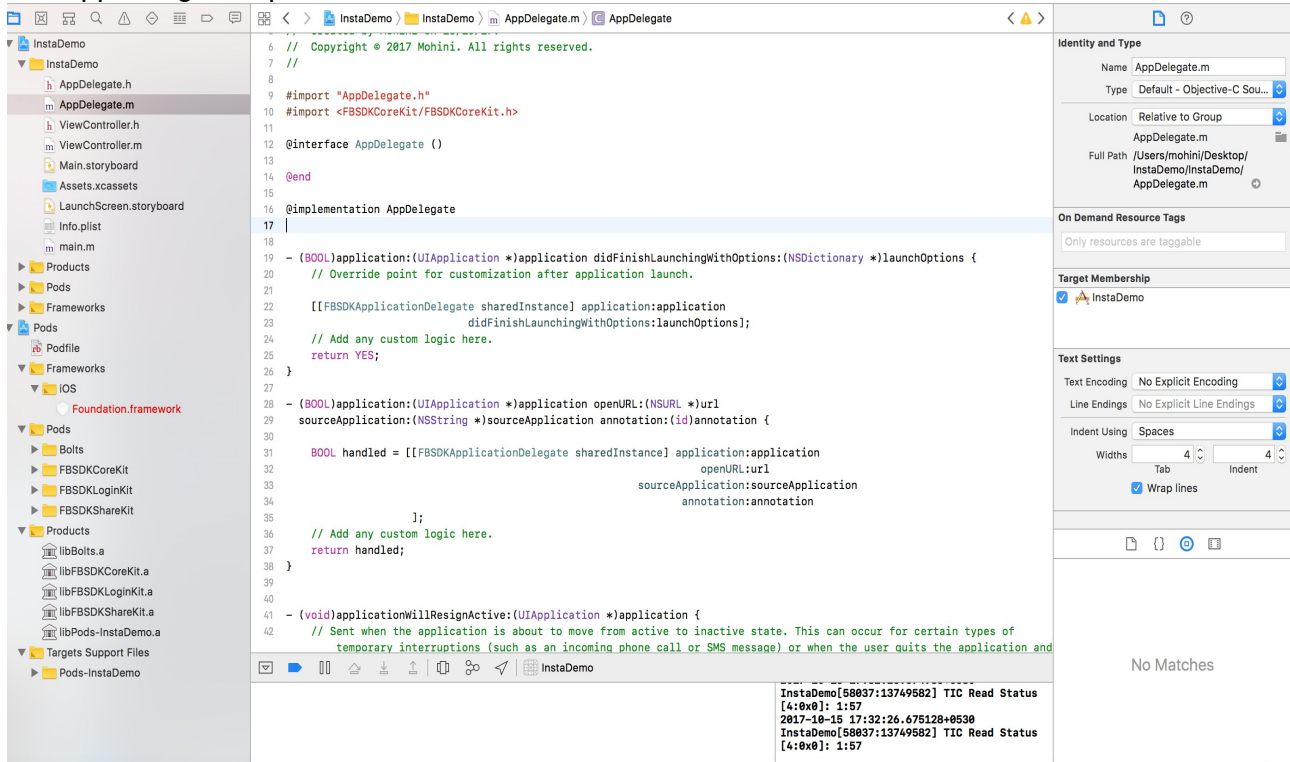 InstaDemo
InstaDemo
AppDelegate.h
AppDelegate.m
ViewController.h
ViewController.m
Main.storyboard
Assets.xcassets
LaunchScreen.storyboard
Info.plist
main.m
Products
Pods
Frameworks
Pods
Podfile
Frameworks
iOS
Foundation.framework
Pods
Bolts
FBSDKCoreKit
FBSDKLoginKit
FBSDKShareKit
Products
libBolts.a
libFBSDKCoreKit.a
libFBSDKLoginKit.a
libFBSDKShareKit.a
libPods-InstaDemo.a
Targets Support Files
Pods-InstaDemo
InstaDemo InstaDemo AppDelegate.m AppDelegate
6 // Copyright © 2017 Mohini. All rights reserved.
7 //
8
9 #import "AppDelegate.h"
10 #import <FBSDKCoreKit/FBSDKCoreKit.h>
11
12 @interface AppDelegate ()
13
14 @end
15
16 @implementation AppDelegate
17
18
19 - (BOOL)application:(UIApplication *)application didFinishLaunchingWithOptions:(NSDictionary *)launchOptions {
20 // Override point for customization after application launch.
21
22 [[FBSDKApplicationDelegate sharedInstance] application:application
23 didFinishLaunchingWithOptions:launchOptions];
24 // Add any custom logic here.
25 return YES;
26 }
27
28 - (BOOL)application:(UIApplication *)application openURL:(NSURL *)url
29 sourceApplication:(NSString *)sourceApplication annotation:(id)annotation {
30
31 BOOL handled = [[FBSDKApplicationDelegate sharedInstance] application:application
32 openURL:url
33 sourceApplication:sourceApplication
34 annotation:annotation
35 ];
36 // Add any custom logic here.
37 return handled;
38 }
39
40
41 - (void)applicationWillResignActive:(UIApplication *)application {
42 // Sent when the application is about to move from active to inactive state. This can occur for certain types of
temporary interruptions (such as an incoming phone call or SMS message) or when the user quits the application and
InstaDemo
InstaDemo[58037:13749582] TIC Read Status
[4:0x0]: 1:57
2017-10-15 17:32:26.675128+0530
InstaDemo[58037:13749582] TIC Read Status
[4:0x0]: 1:57
Identity and Type
Name AppDelegate.m
Type Default - Objective-C Sou...
Location Relative to Group
AppDelegate.m
Full Path /Users/mohini/Desktop/
InstaDemo/InstaDemo/
AppDelegate.m
On Demand Resource Tags
Only resources are taggable
Target Membership
InstaDemo
Text Settings
Text Encoding No Explicit Encoding
Line Endings No Explicit Line Endings
Indent Using Spaces
Widths 4 4
Tab Indent
Wrap lines
No Matches